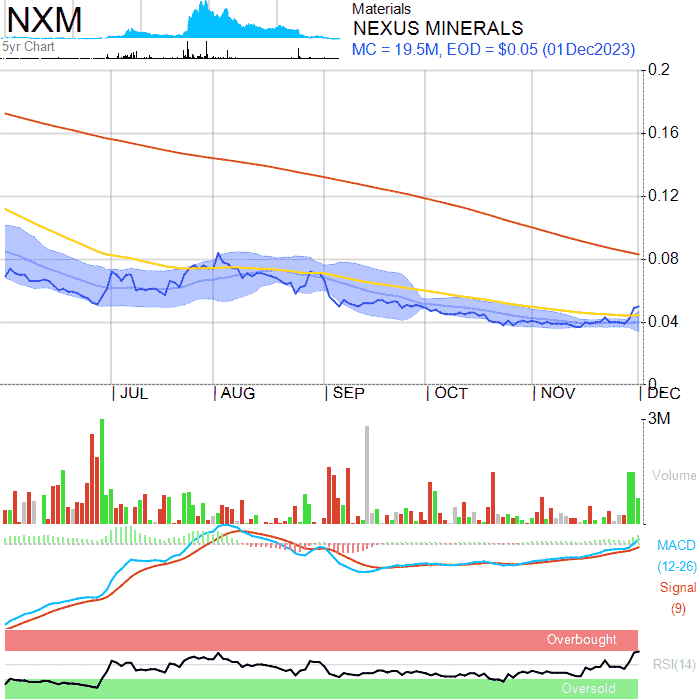 NXM
5yr Chart
Materials
NEXUS MINERALS
MC = 19.5M, EOD = $0.05 (01Dec2023)
0.2
0.16
0.12
0.08
0.04
0
JUL
AUG
SEP
OCT
NOV
DEC
3M
Volume
MACD
(12-26)
Signal
(9)
Overbought
RSI(14)
Oversold